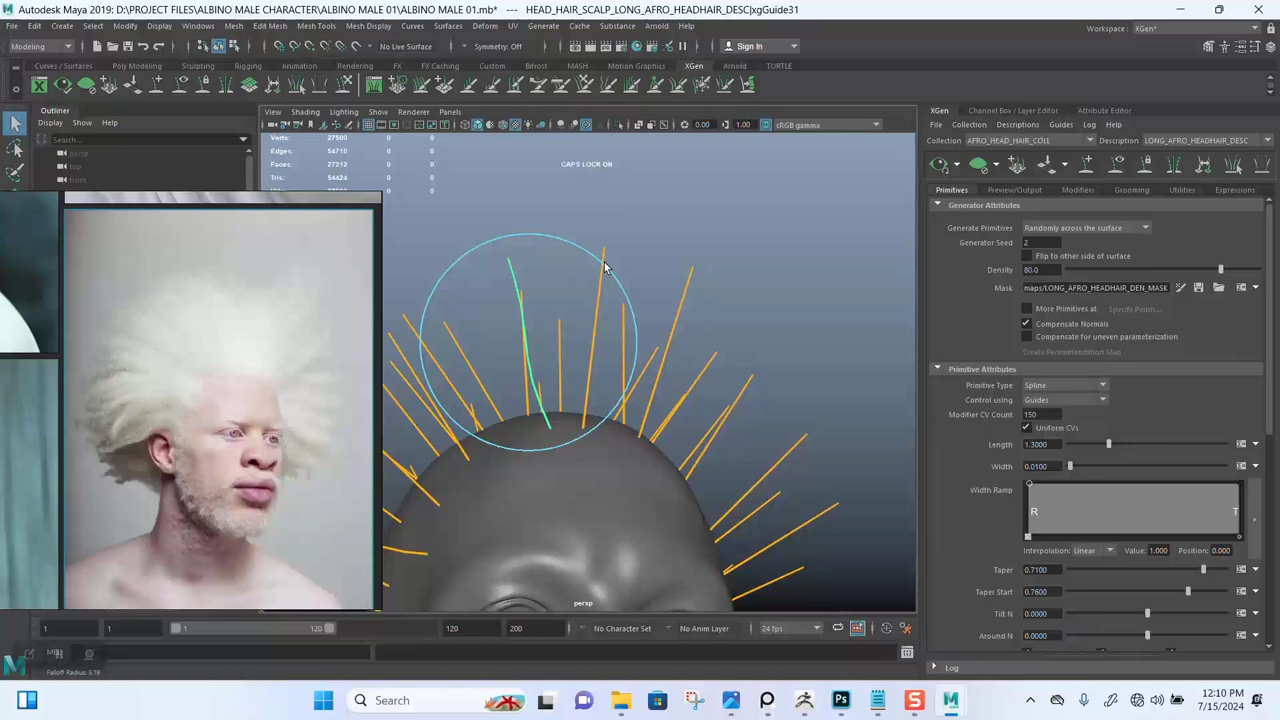 Autodesk Maya 2019: D:\PROJECT FILES\ALBINO MALE CHARACTER\ALBINO MALE 01\ALBINO MALE 01.mb* --- HEAD_HAIR_SCALP_LONG_AFRO_HEADHAIR_DESC|xgGuide31
File Edit Create Select Modify Display Windows Mesh Edit Mesh Mesh Tools Mesh Display Curves Surfaces Deform UV Generate Cache Substance Arnold Help
Workspace: XGen*
Modeling No Live Surface Symmetry: Off Sign In
Curves / Surfaces Poly Modeling Sculpting Rigging Animation Rendering FX FX Caching Custom Bifrost MASH Motion Graphics XGen Arnold TURTLE
Outliner
Display Show Help
Search...
persp
top
front
View Shading Lighting Show Renderer Panels
0.00 1.00 sRGB gamma
Verts: 27500 0 0
Edges: 54710 0 0
Faces: 27212 0 0
Tris: 54424 0 0
CAPS LOCK ON
persp
XGen Channel Box / Layer Editor Attribute Editor
File Collection Descriptions Guides Log Help
Collection AFRO_HEAD_HAIR_COLL Description LONG_AFRO_HEADHAIR_DESC
Primitives Preview/Output Modifiers Grooming Utilities Expressions
Generator Attributes
Generate Primitives Randomly across the surface
Generator Seed 2
Flip to other side of surface
Density 80.0
Mask maps/LONG_AFRO_HEADHAIR_DEN_MASK
More Primitives at Specify Points...
Compensate Normals
Compensate for uneven parameterization
Create Parameterization Map
Primitive Attributes
Primitive Type Spline
Control using Guides
Modifier CV Count 150
Uniform CVs
Length 1.3000
Width 0.0100
Width Ramp R T
Interpolation: Linear Value: 1.000 Position: 0.000
Taper 0.7100
Taper Start 0.7600
Tilt N 0.0000
Around N 0.0000
Log
1 1 1 120 120 200 No Character Set No Anim Layer 24 fps
MEL
Falloff Radius: 5.19
Search
12:10 PM
7/15/2024